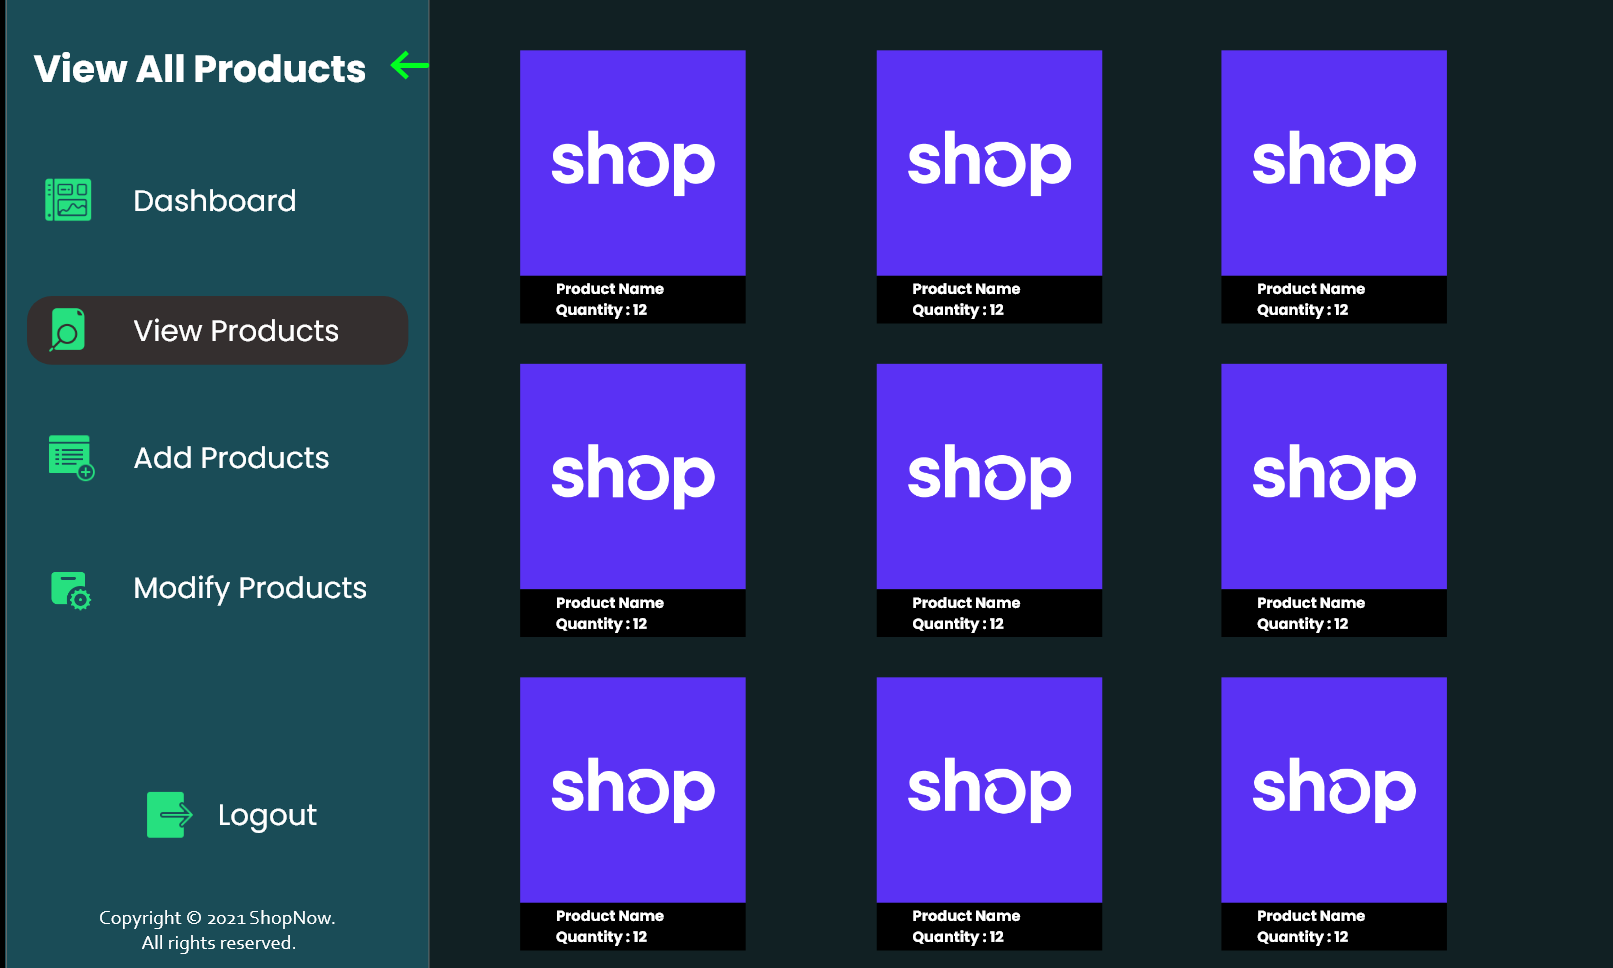 View All Products
Dashboard
View Products
Add Products
Modify Products
Logout
Copyright © 2021 ShopNow.
All rights reserved.
shop
Product Name
Quantity : 12
shop
Product Name
Quantity : 12
shop
Product Name
Quantity : 12
shop
Product Name
Quantity : 12
shop
Product Name
Quantity : 12
shop
Product Name
Quantity : 12
shop
Product Name
Quantity : 12
shop
Product Name
Quantity : 12
shop
Product Name
Quantity : 12